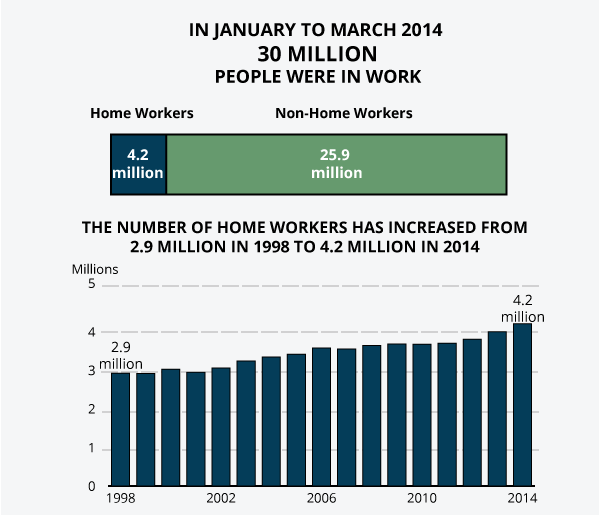 IN JANUARY TO MARCH 2014
30 MILLION
PEOPLE WERE IN WORK
Home Workers Non-Home Workers
4.2 25.9
million million
THE NUMBER OF HOME WORKERS HAS INCREASED FROM
2.9 MILLION IN 1998 TO 4.2 MILLION IN 2014
Millions
5
4.2
million
4
2.9
million
3
2
1
0
1998 2002 2006 2010 2014